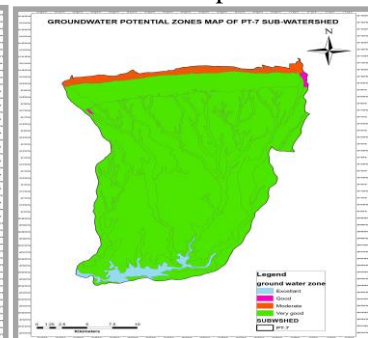 GROUNDWATER POTENTIAL ZONES MAP OF PT-7 SUB-WATERSHED
N
Legend
ground water zone
Excellent
Good
Moderate
Very good
SUBWSHED
PT-7
Kilometers